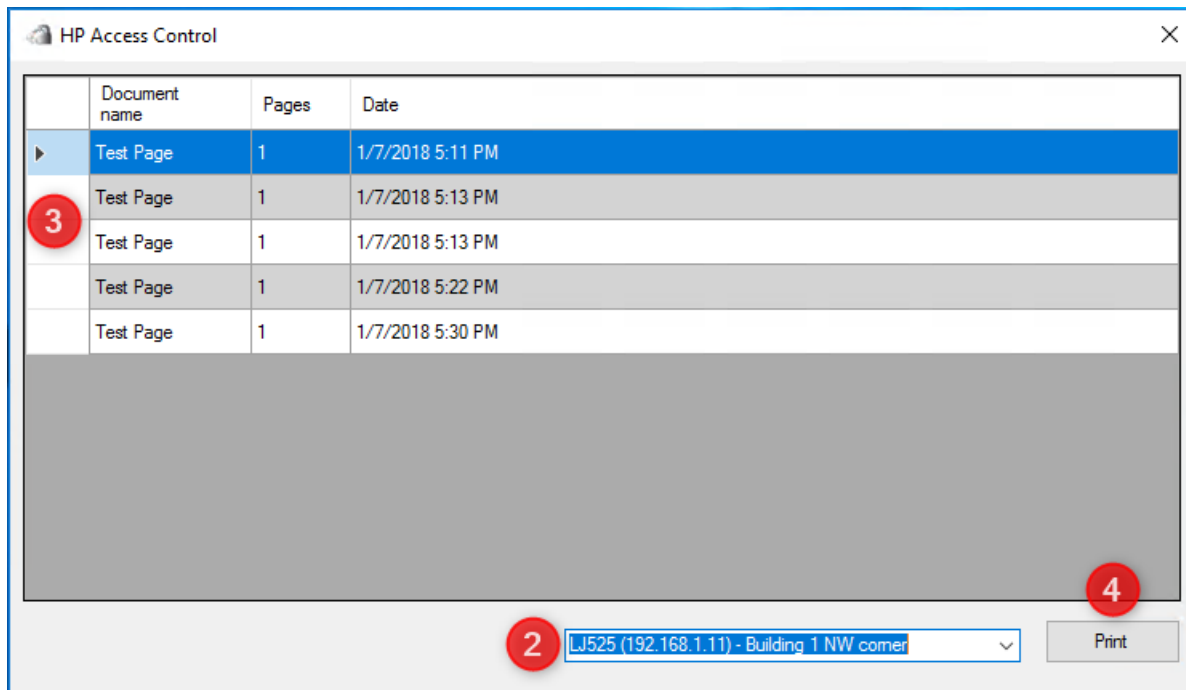 HP Access Control
Document name Pages Date
Test Page 1 1/7/2018 5:11 PM
Test Page 1 1/7/2018 5:13 PM
3
Test Page 1 1/7/2018 5:13 PM
Test Page 1 1/7/2018 5:22 PM
Test Page 1 1/7/2018 5:30 PM
4
2 LJ525 (192.168.1.11) - Building 1 NW corner Print